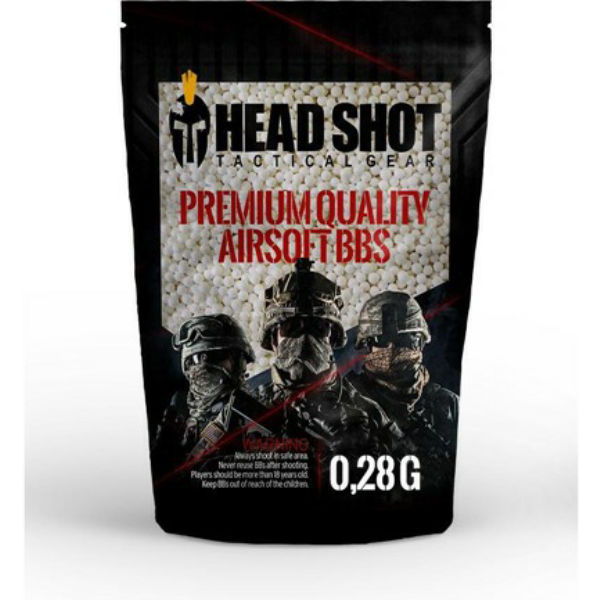 HEAD SHOT
TACTICAL GEAR
PREMIUM QUALITY
AIRSOFT BBS
WARNING
Always shoot in safe area.
Never reuse BBs after shooting.
Players should be more than 18 years old.
Keep BBs out of reach of the children.
0,28 G